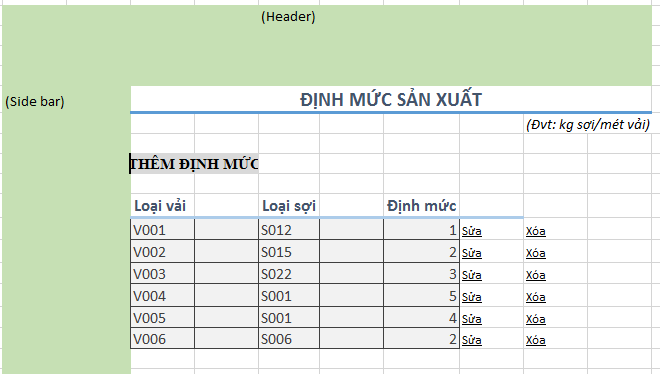 (Header)
(Side bar)
ĐỊNH MỨC SẢN XUẤT
(Đvt: kg sợi/mét vải)
THÊM ĐỊNH MỨC
Loại vải Loại sợi Định mức
V001 S012 1 Sửa Xóa
V002 S015 2 Sửa Xóa
V003 S022 3 Sửa Xóa
V004 S001 5 Sửa Xóa
V005 S001 4 Sửa Xóa
V006 S006 2 Sửa Xóa